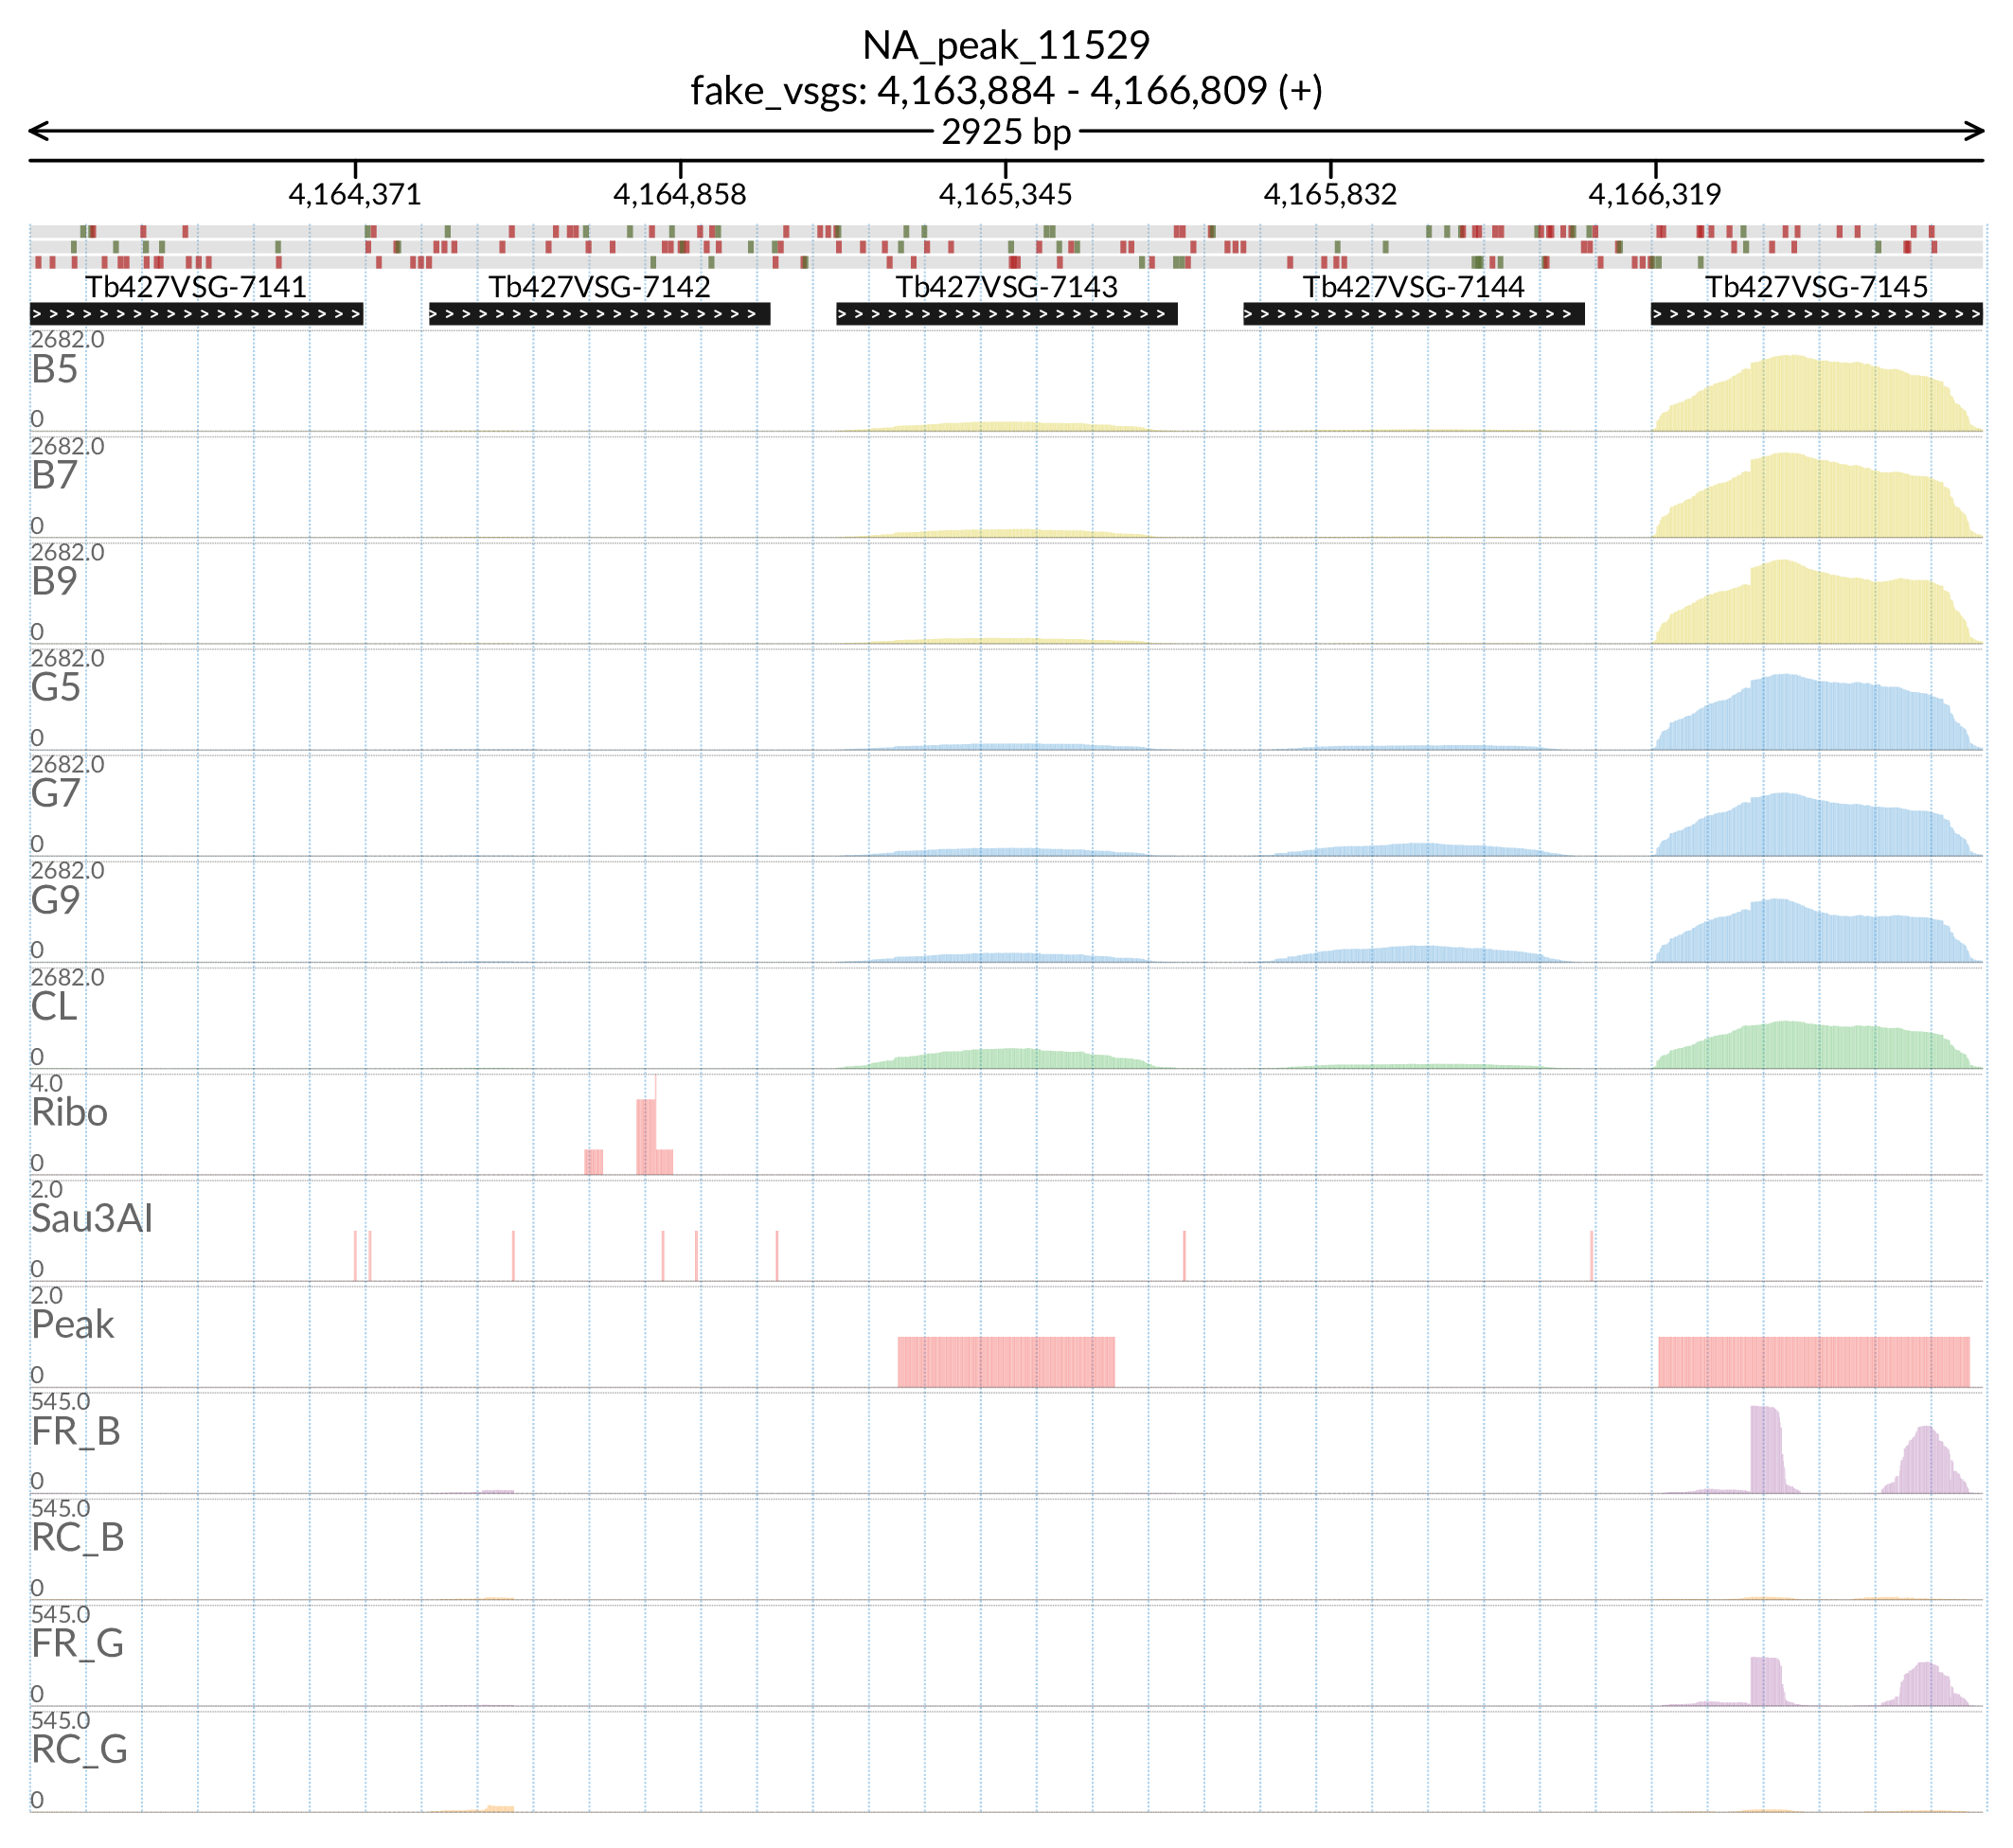 NA_peak_11529
fake_vsgs: 4,163,884 - 4,166,809 (+)
2925 bp
4,164,371 4,164,858 4,165,345 4,165,832 4,166,319
Tb427VSG-7141 Tb427VSG-7142 Tb427VSG-7143 Tb427VSG-7144 Tb427VSG-7145
2682.0
B5
0
2682.0
B7
0
2682.0
B9
0
2682.0
G5
0
2682.0
G7
0
2682.0
G9
0
2682.0
CL
0
4.0
Ribo
0
2.0
Sau3AI
0
2.0
Peak
0
545.0
FR_B
0
545.0
RC_B
0
545.0
FR_G
0
545.0
RC_G
0